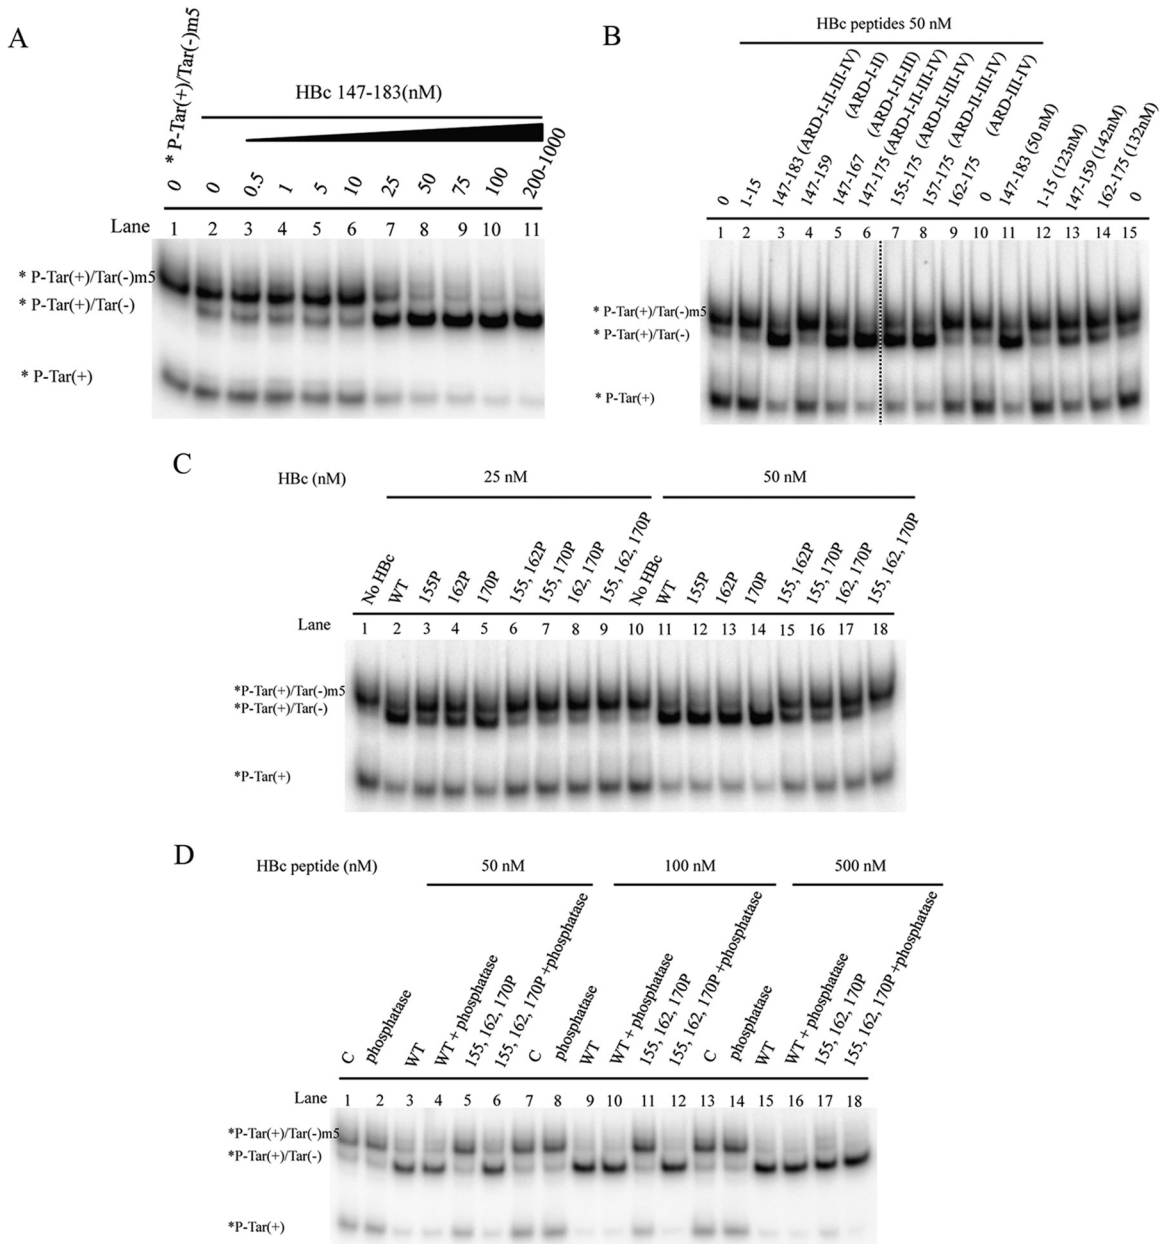 A
* P-Tar(+)/Tar(-)m5
HBc 147-183(nM)
0 0 0.5 1 5 10 25 50 75 100 200-1000
Lane 1 2 3 4 5 6 7 8 9 10 11
* P-Tar(+)/Tar(-)m5
* P-Tar(+)/Tar(-)
* P-Tar(+)
B
HBc peptides 50 nM
0
1-15
147-183 (ARD-I-II-III-IV)
147-159 (ARD-I-II)
147-167 (ARD-I-II-III)
147-175 (ARD-I-II-III-IV)
155-175 (ARD-II-III-IV)
157-175 (ARD-II-III-IV)
162-175 (ARD-III-IV)
0
147-183 (50 nM)
1-15 (123nM)
147-159 (142nM)
162-175 (132nM)
0
1 2 3 4 5 6 7 8 9 10 11 12 13 14 15
* P-Tar(+)/Tar(-)m5
* P-Tar(+)/Tar(-)
* P-Tar(+)
C
HBc (nM) 25 nM 50 nM
No HBc
WT
155P
162P
170P
155, 162P
155, 170P
162, 170P
155, 162, 170P
No HBc
WT
155P
162P
170P
155, 162P
155, 170P
162, 170P
155, 162, 170P
Lane 1 2 3 4 5 6 7 8 9 10 11 12 13 14 15 16 17 18
*P-Tar(+)/Tar(-)m5
*P-Tar(+)/Tar(-)
*P-Tar(+)
D
HBc peptide (nM) 50 nM 100 nM 500 nM
C
phosphatase
WT
WT + phosphatase
155, 162, 170P
155, 162, 170P +phosphatase
C
phosphatase
WT
WT + phosphatase
155, 162, 170P
155, 162, 170P +phosphatase
C
phosphatase
WT
WT + phosphatase
155, 162, 170P
155, 162, 170P +phosphatase
Lane 1 2 3 4 5 6 7 8 9 10 11 12 13 14 15 16 17 18
*P-Tar(+)/Tar(-)m5
*P-Tar(+)/Tar(-)
*P-Tar(+)